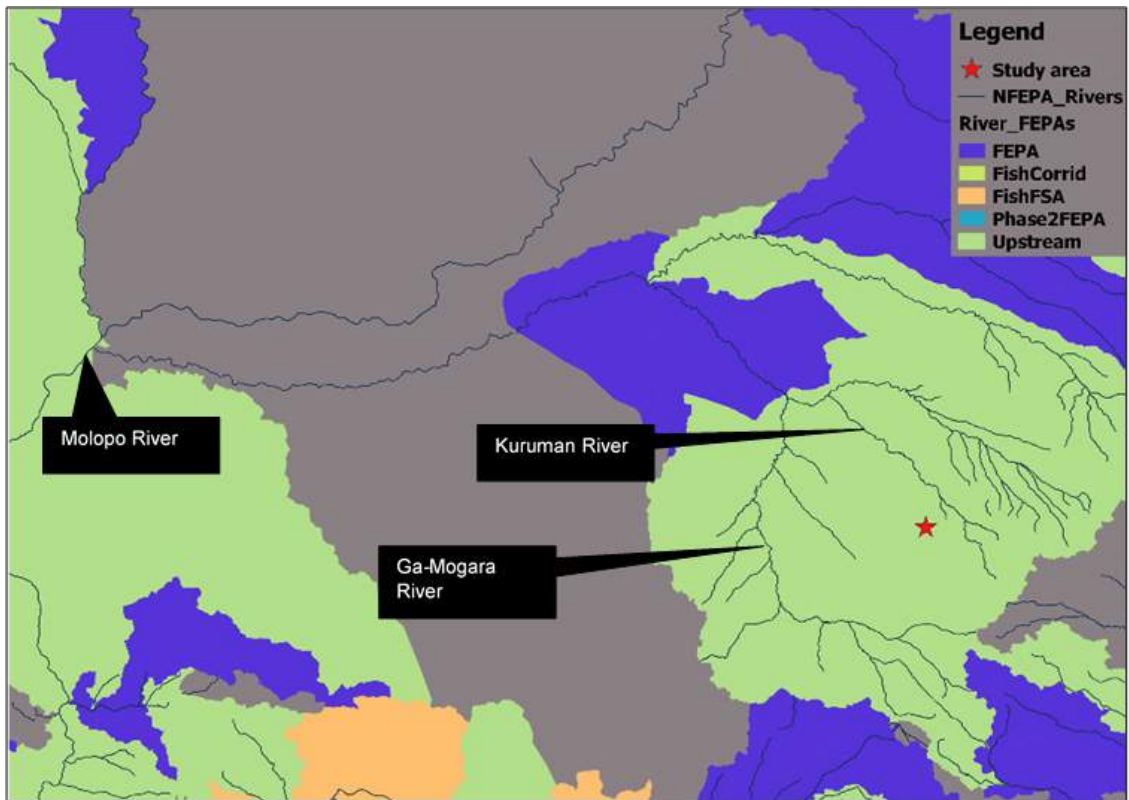 Legend
Study area
NFEPA_Rivers
River_FEPAs
FEPA
FishCorrid
FishFSA
Phase2FEPA
Upstream
Molopo River
Kuruman River
Ga-Mogara
River